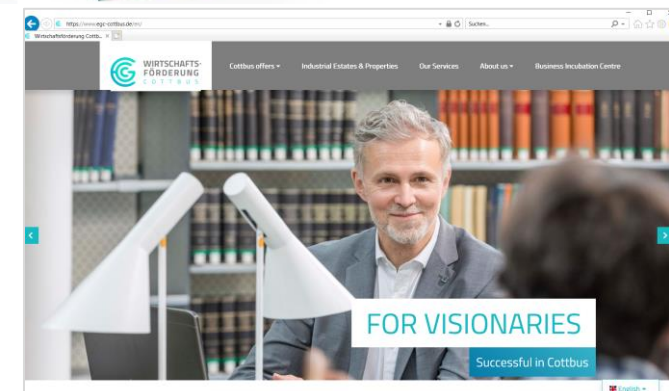 https://www.egc-cottbus.de/en/
Suchen...
Wirtschaftsförderung Cottb...
WIRTSCHAFTS-
FÖRDERUNG
COTTBUS
Cottbus offers
Industrial Estates & Properties
Our Services
About us
Business Incubation Centre
FOR VISIONARIES
Successful in Cottbus
English